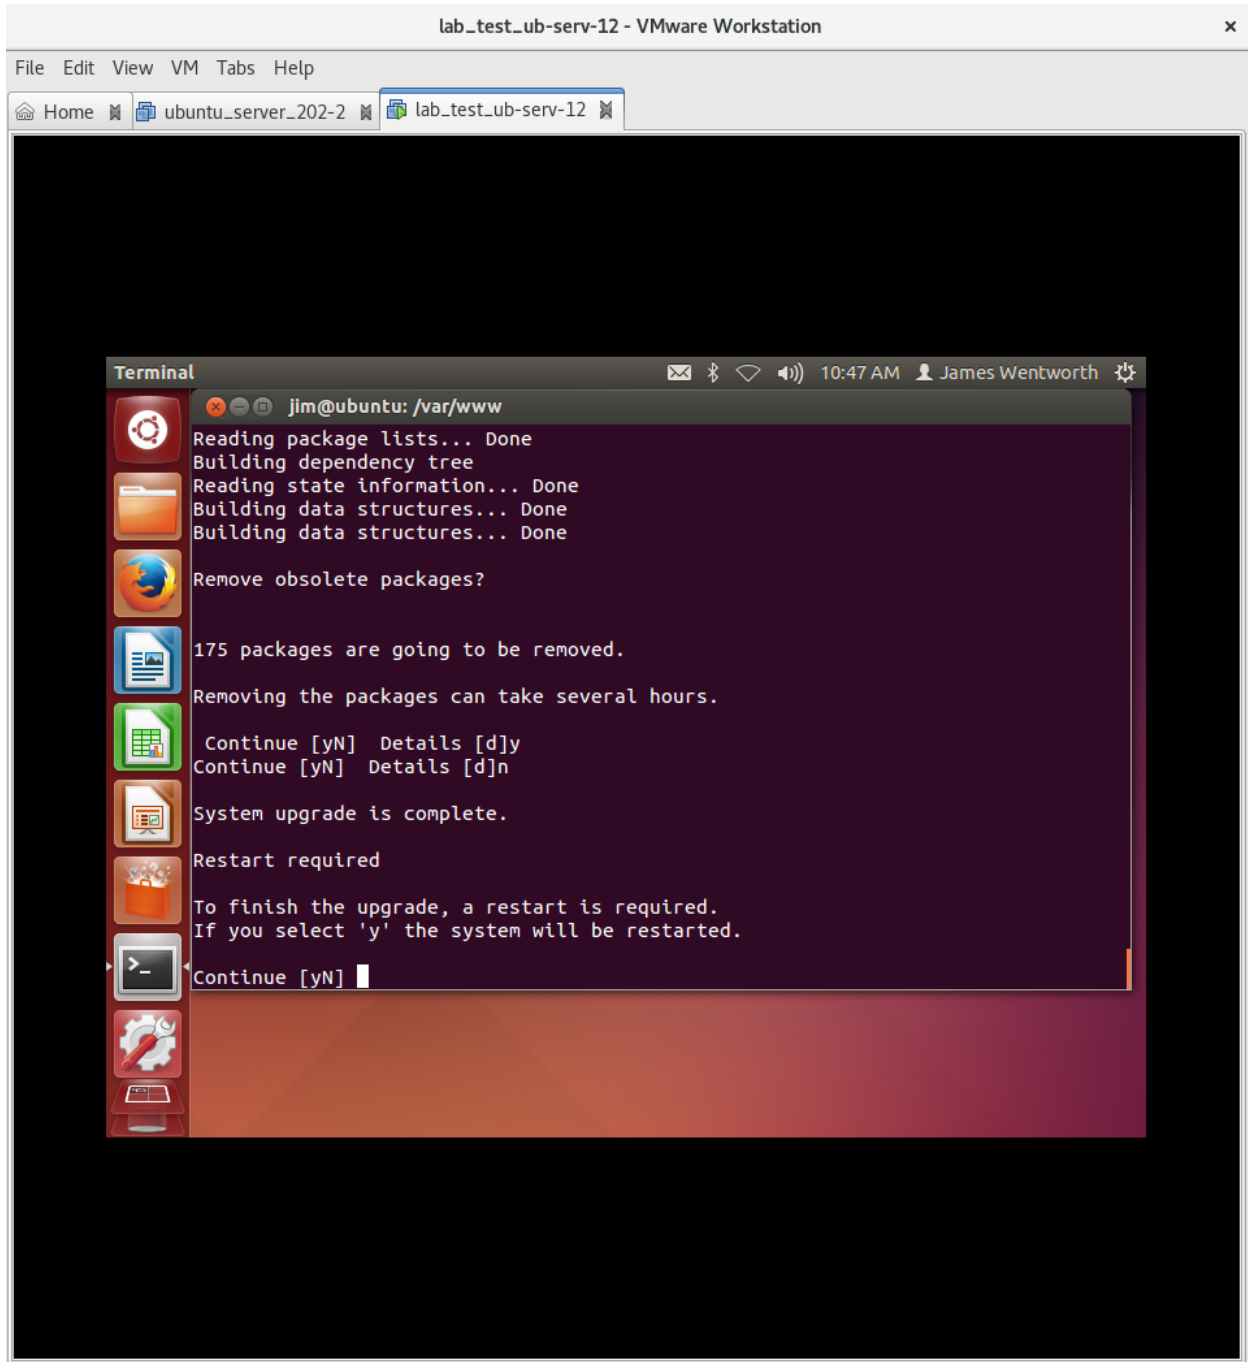 lab_test_ub-serv-12 - VMware Workstation
File Edit View VM Tabs Help
Home ubuntu_server_202-2 lab_test_ub-serv-12
Terminal 10:47 AM James Wentworth
jim@ubuntu: /var/www
Reading package lists... Done
Building dependency tree
Reading state information... Done
Building data structures... Done
Building data structures... Done
Remove obsolete packages?
175 packages are going to be removed.
Removing the packages can take several hours.
Continue [yN]  Details [d]y
Continue [yN]  Details [d]n
System upgrade is complete.
Restart required
To finish the upgrade, a restart is required.
If you select 'y' the system will be restarted.
Continue [yN]